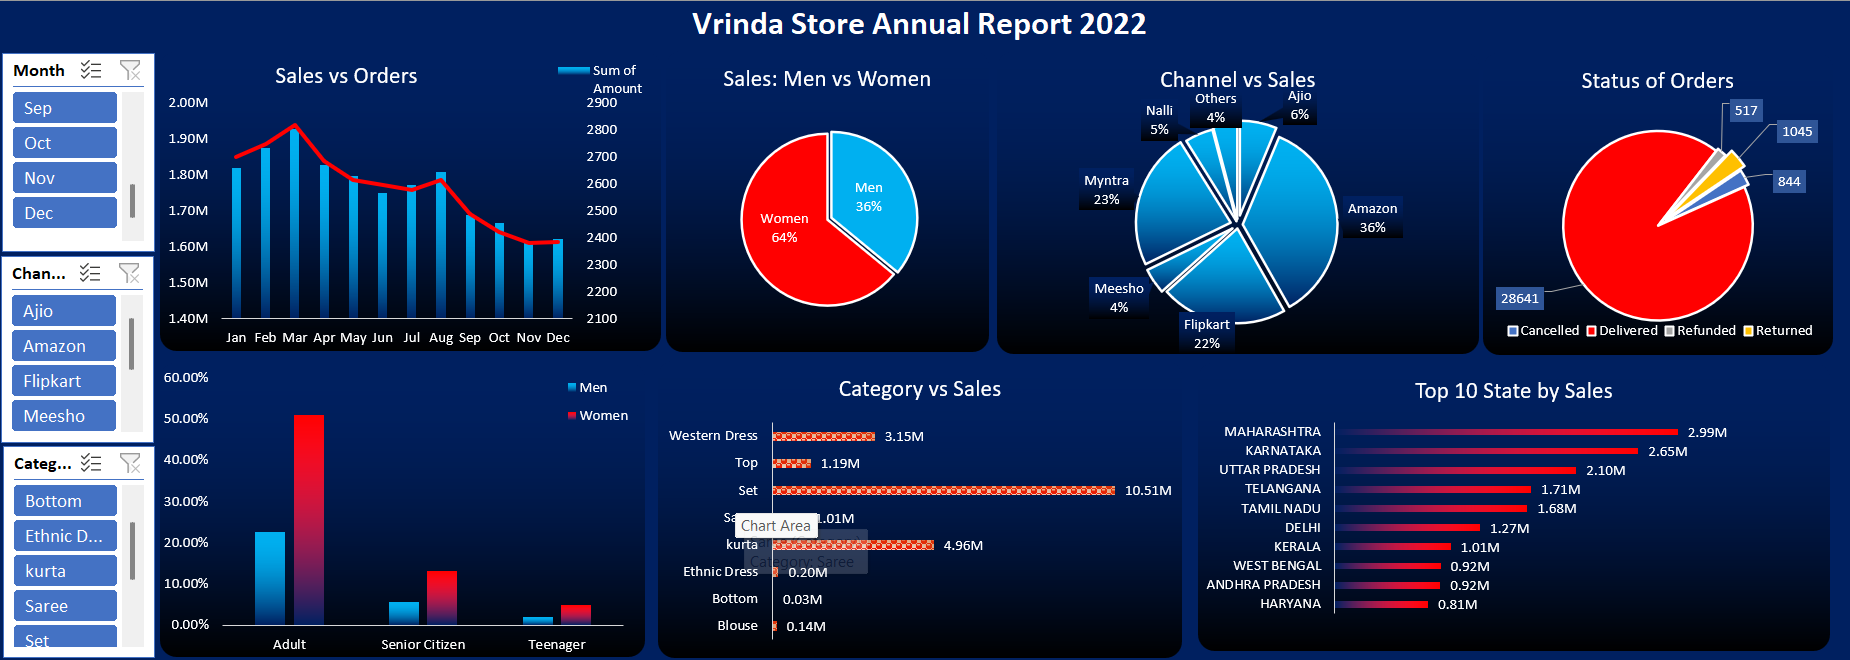 Vrinda Store Annual Report 2022
Month
Sep
Oct
Nov
Dec
Chan...
Ajio
Amazon
Flipkart
Meesho
Categ...
Bottom
Ethnic D...
kurta
Saree
Set
Sales vs Orders
Sum of
Amount
2.00M
1.90M
1.80M
1.70M
1.60M
1.50M
1.40M
2900
2800
2700
2600
2500
2400
2300
2200
2100
Jan Feb Mar Apr May Jun Jul Aug Sep Oct Nov Dec
Sales: Men vs Women
Men
36%
Women
64%
Channel vs Sales
Others
4%
Ajio
6%
Nalli
5%
Myntra
23%
Amazon
36%
Meesho
4%
Flipkart
22%
Status of Orders
517
1045
844
28641
Cancelled Delivered Refunded Returned
60.00%
50.00%
40.00%
30.00%
20.00%
10.00%
0.00%
Men
Women
Adult Senior Citizen Teenager
Category vs Sales
Western Dress 3.15M
Top 1.19M
Set 10.51M
Sa 1.01M
Chart Area
kurta 4.96M
Category: Saree
Ethnic Dress 0.20M
Bottom 0.03M
Blouse 0.14M
Top 10 State by Sales
MAHARASHTRA 2.99M
KARNATAKA 2.65M
UTTAR PRADESH 2.10M
TELANGANA 1.71M
TAMIL NADU 1.68M
DELHI 1.27M
KERALA 1.01M
WEST BENGAL 0.92M
ANDHRA PRADESH 0.92M
HARYANA 0.81M